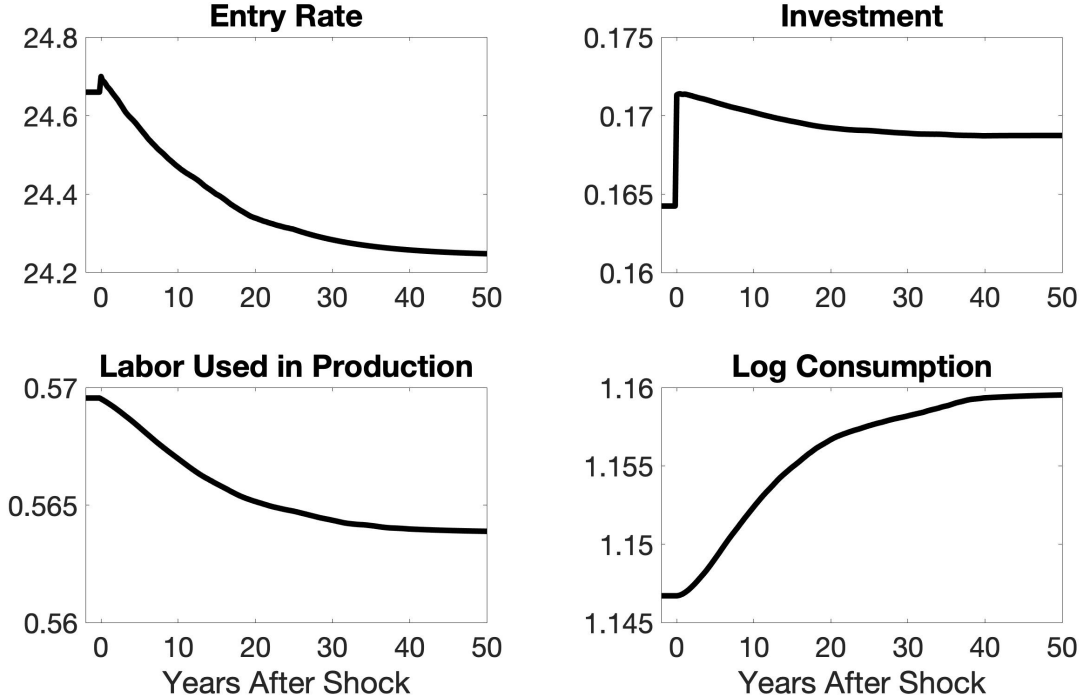 Entry Rate
24.8
24.6
24.4
24.2
0 10 20 30 40 50
Investment
0.175
0.17
0.165
0.16
0 10 20 30 40 50
Labor Used in Production
0.57
0.565
0.56
0 10 20 30 40 50
Years After Shock
Log Consumption
1.16
1.155
1.15
1.145
0 10 20 30 40 50
Years After Shock